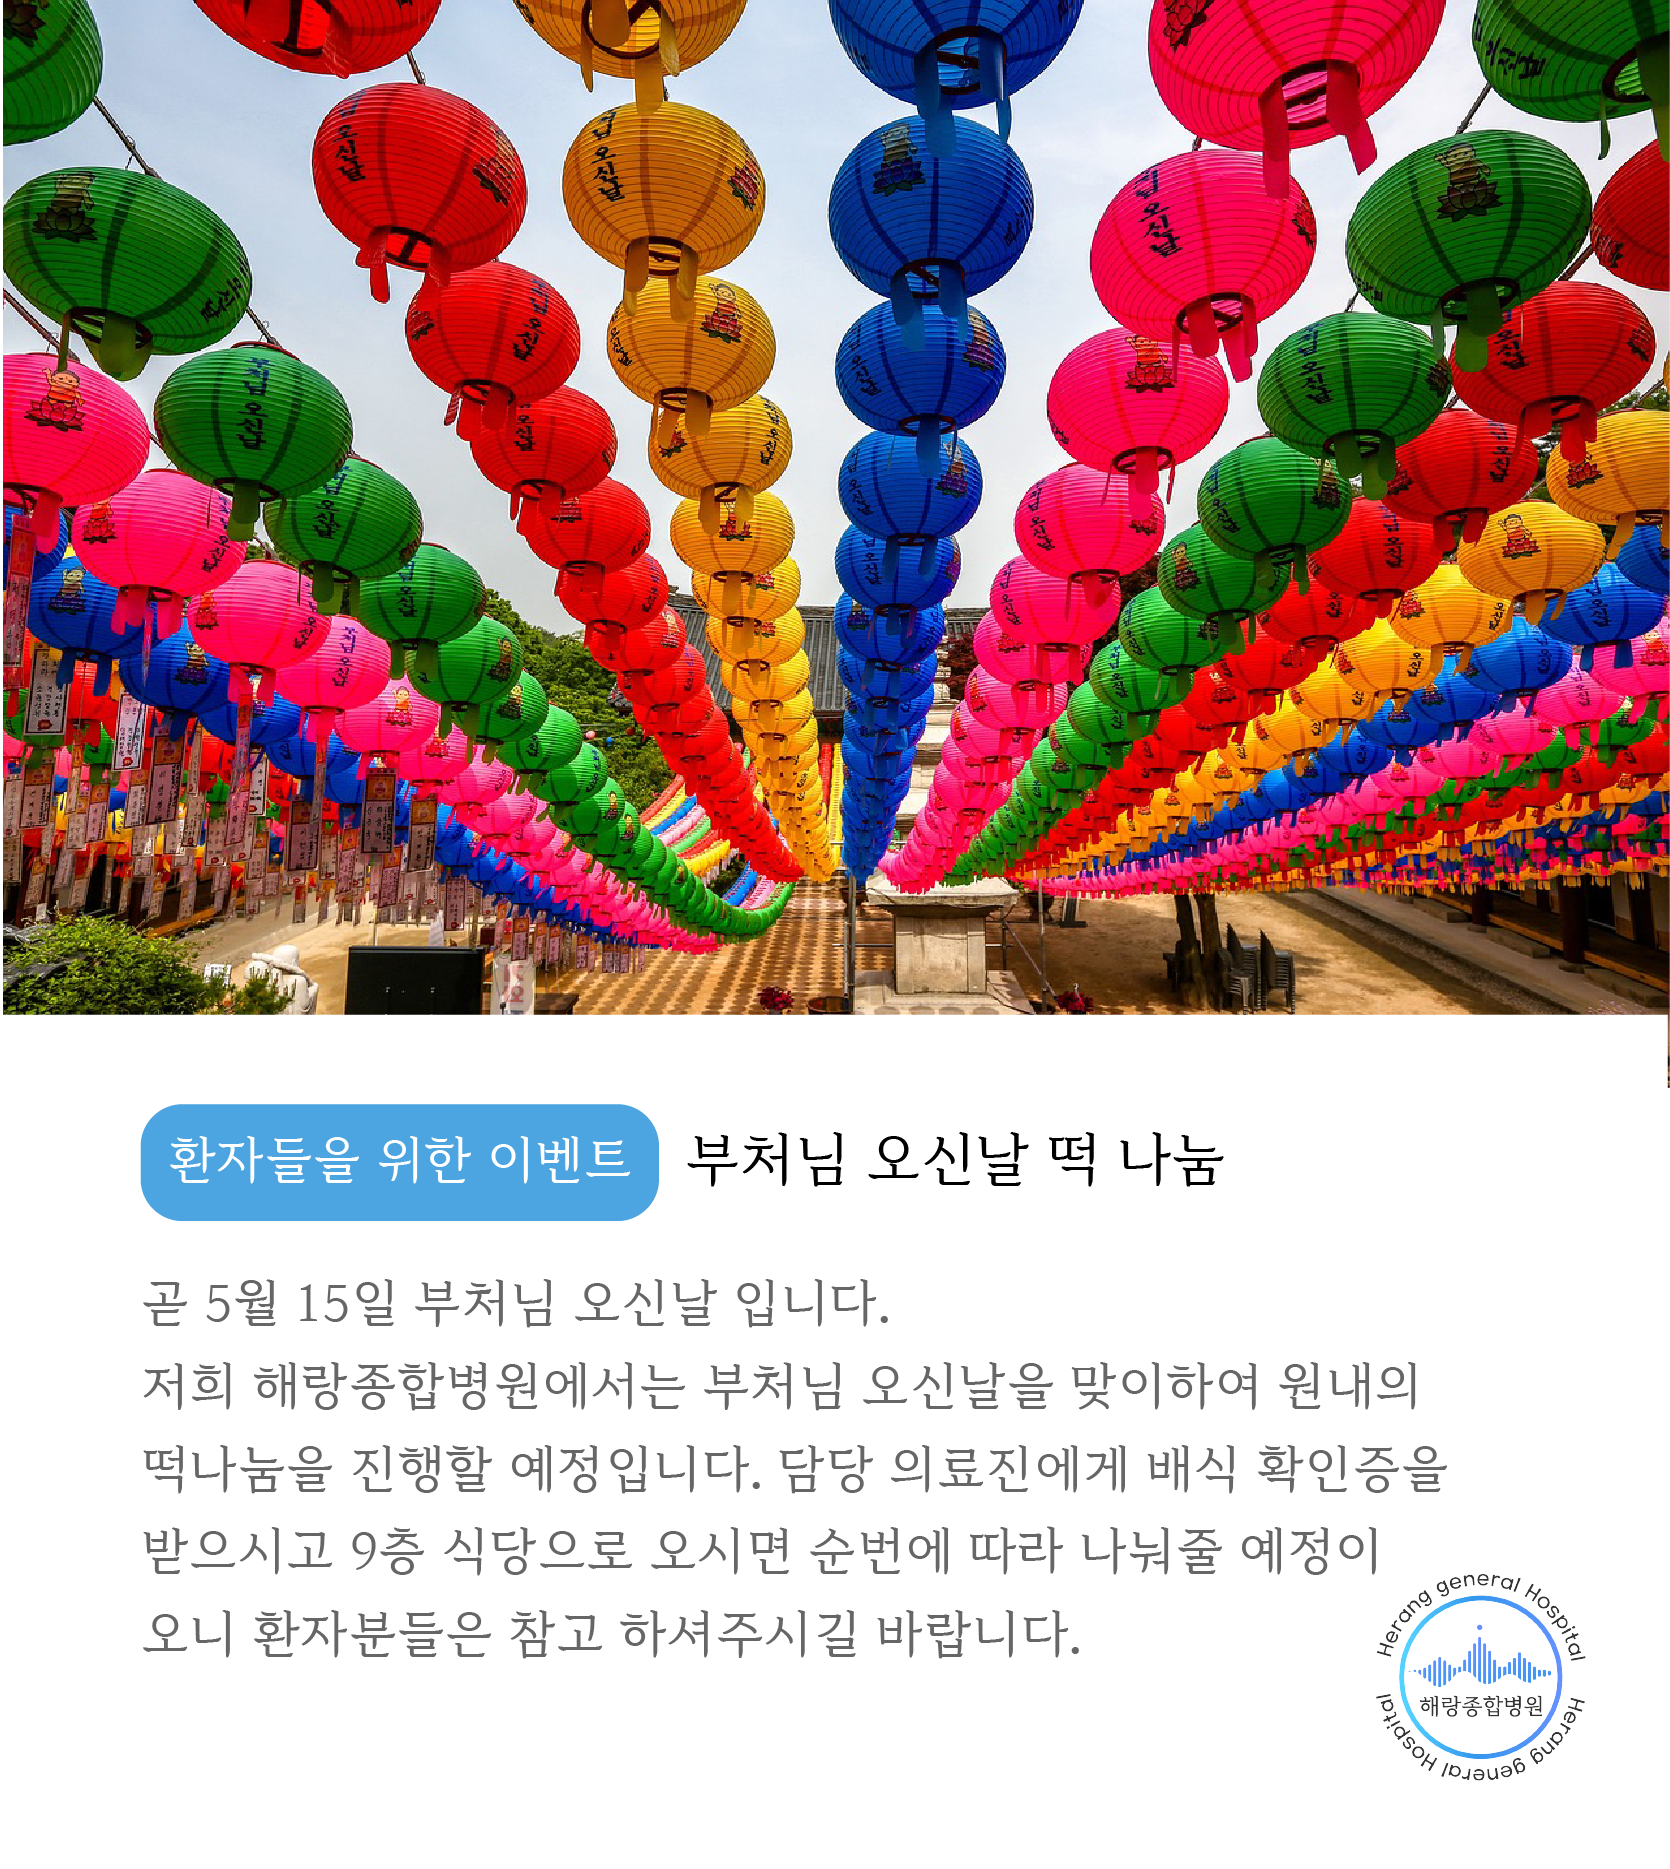 부처님 오신날
환자들을 위한 이벤트 부처님 오신날 떡 나눔
곧 5월 15일 부처님 오신날 입니다.
저희 해랑종합병원에서는 부처님 오신날을 맞이하여 원내의
떡나눔을 진행할 예정입니다. 담당 의료진에게 배식 확인증을
받으시고 9층 식당으로 오시면 순번에 따라 나눠줄 예정이
오니 환자분들은 참고 하셔주시길 바랍니다.
Herang general Hospital
해랑종합병원
Herang general Hospital